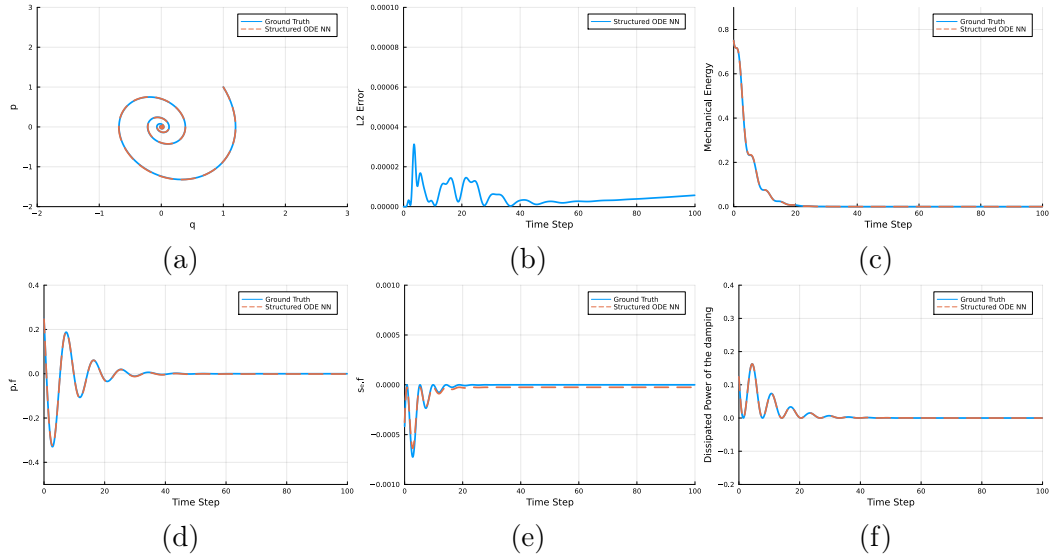 2
1
0
−1
−2
−2
−1
0
1
2
3
p
q
Ground Truth
Structured ODE NN
(a)
0.00010
0.00008
0.00006
0.00004
0.00002
0.00000
0
20
40
60
80
100
L2 Error
Time Step
Structured ODE NN
(b)
0.8
0.6
0.4
0.2
0.0
0
20
40
60
80
100
Mechanical Energy
Time Step
Ground Truth
Structured ODE NN
(c)
0.4
0.2
0.0
−0.2
−0.4
0
20
40
60
80
100
p.f
Time Step
Ground Truth
Structured ODE NN
(d)
0.0010
0.0005
0.0000
−0.0005
−0.0010
0
20
40
60
80
100
Time Step
Ground Truth
Structured ODE NN
(e)
0.4
0.3
0.2
0.1
0.0
−0.1
−0.2
0
20
40
60
80
100
Dissipated Power of the damping
Time Step
Ground Truth
Structured ODE NN
(f)